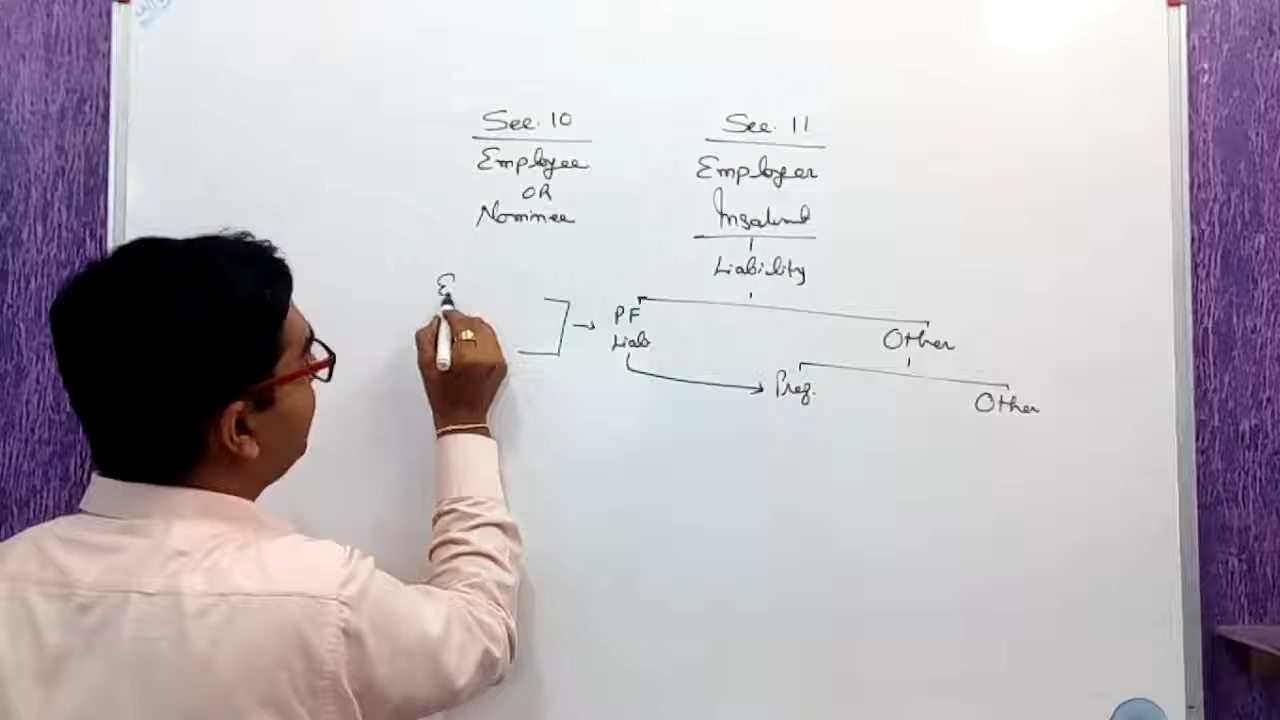 Sec. 10
Employee
OR
Nominee
Sec. 11
Employer
Insolvent
Liability
PF
Liab
Other
Pref.
Other
E